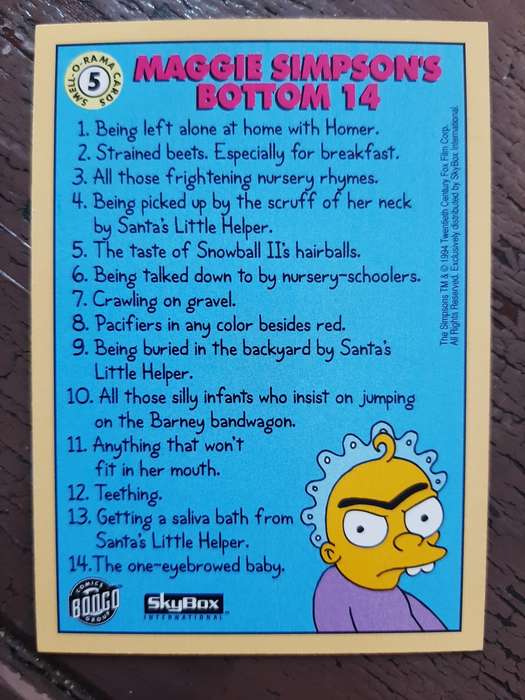 SMELL-O-RAMA CARDS
5
MAGGIE SIMPSON'S
BOTTOM 14
1. Being left alone at home with Homer.
2. Strained beets. Especially for breakfast.
3. All those frightening nursery rhymes.
4. Being picked up by the scruff of her neck
by Santa's Little Helper.
5. The taste of Snowball II's hairballs.
6. Being talked down to by nursery-schoolers.
7. Crawling on gravel.
8. Pacifiers in any color besides red.
9. Being buried in the backyard by Santa's
Little Helper.
10. All those silly infants who insist on jumping
on the Barney bandwagon.
11. Anything that won't
fit in her mouth.
12. Teething.
13. Getting a saliva bath from
Santa's Little Helper.
14. The one-eyebrowed baby.
The Simpsons TM & © 1994 Twentieth Century Fox Film Corp.
All Rights Reserved. Exclusively distributed by SkyBox International.
COMICS
BONGO
GROUP
SkyBox
INTERNATIONAL